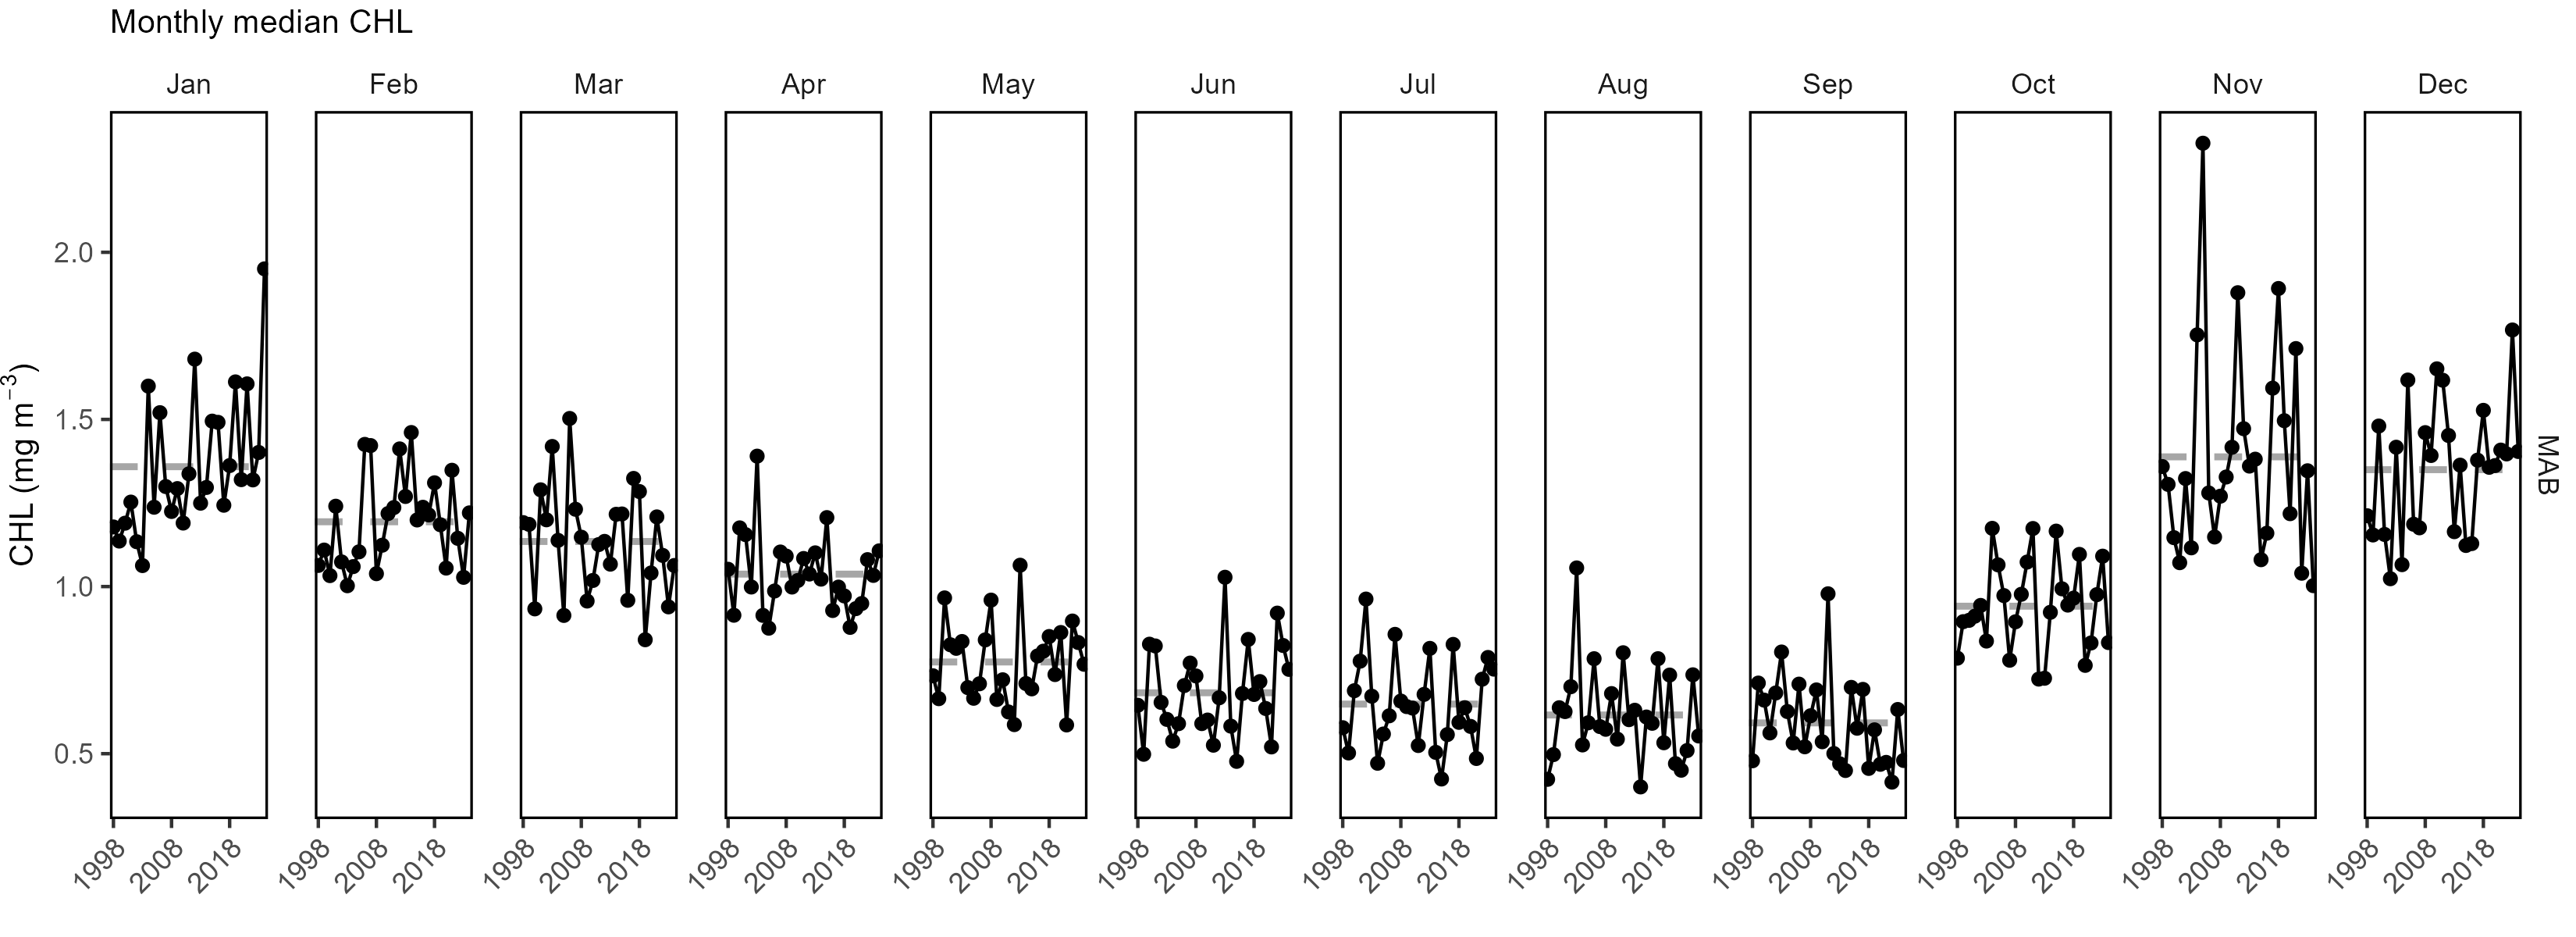 Monthly median CHL
Jan Feb Mar Apr May Jun Jul Aug Sep Oct Nov Dec
CHL (mg m⁻³)
2.0
1.5
1.0
0.5
MAB
1998 2008 2018 1998 2008 2018 1998 2008 2018 1998 2008 2018 1998 2008 2018 1998 2008 2018 1998 2008 2018 1998 2008 2018 1998 2008 2018 1998 2008 2018 1998 2008 2018 1998 2008 2018